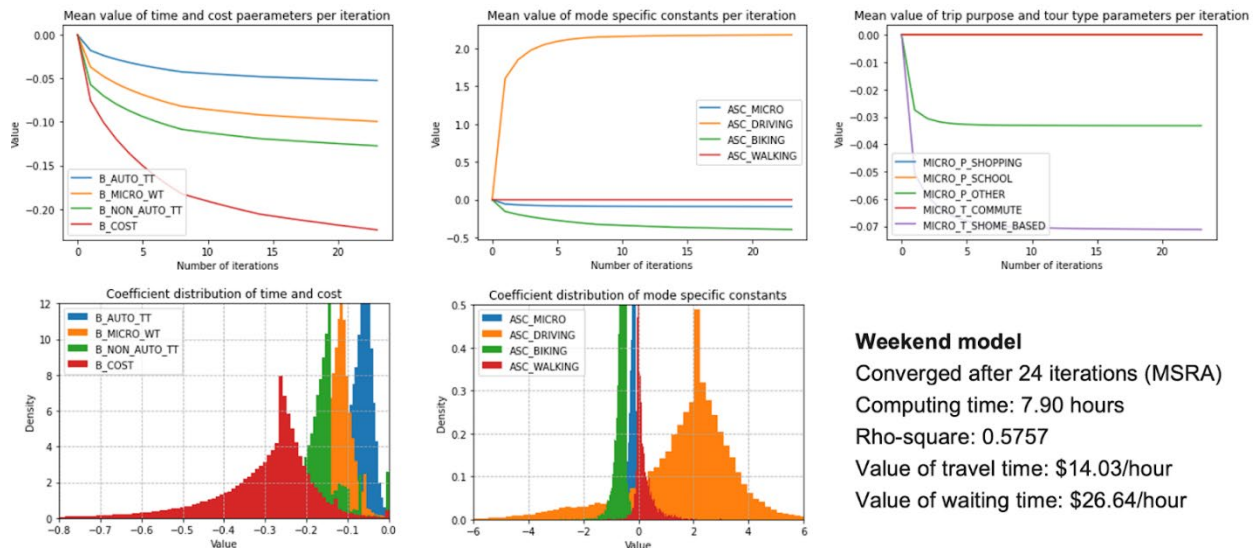 Mean value of time and cost paerameters per iteration
0.00
−0.05
−0.10
−0.15
−0.20
Value
B_AUTO_TT
B_MICRO_WT
B_NON_AUTO_TT
B_COST
0 5 10 15 20
Number of iterations
Mean value of mode specific constants per iteration
2.0
1.5
1.0
0.5
0.0
−0.5
Value
ASC_MICRO
ASC_DRIVING
ASC_BIKING
ASC_WALKING
0 5 10 15 20
Number of iterations
Mean value of trip purpose and tour type parameters per iteration
0.00
−0.01
−0.02
−0.03
−0.04
−0.05
−0.06
−0.07
Value
MICRO_P_SHOPPING
MICRO_P_SCHOOL
MICRO_P_OTHER
MICRO_T_COMMUTE
MICRO_T_SHOME_BASED
0 5 10 15 20
Number of iterations
Coefficient distribution of time and cost
12
10
8
6
4
2
0
Density
B_AUTO_TT
B_MICRO_WT
B_NON_AUTO_TT
B_COST
−0.8 −0.7 −0.6 −0.5 −0.4 −0.3 −0.2 −0.1 0.0
Value
Coefficient distribution of mode specific constants
0.5
0.4
0.3
0.2
0.1
0.0
Density
ASC_MICRO
ASC_DRIVING
ASC_BIKING
ASC_WALKING
−6 −4 −2 0 2 4 6
Value
Weekend model
Converged after 24 iterations (MSRA)
Computing time: 7.90 hours
Rho-square: 0.5757
Value of travel time: $14.03/hour
Value of waiting time: $26.64/hour